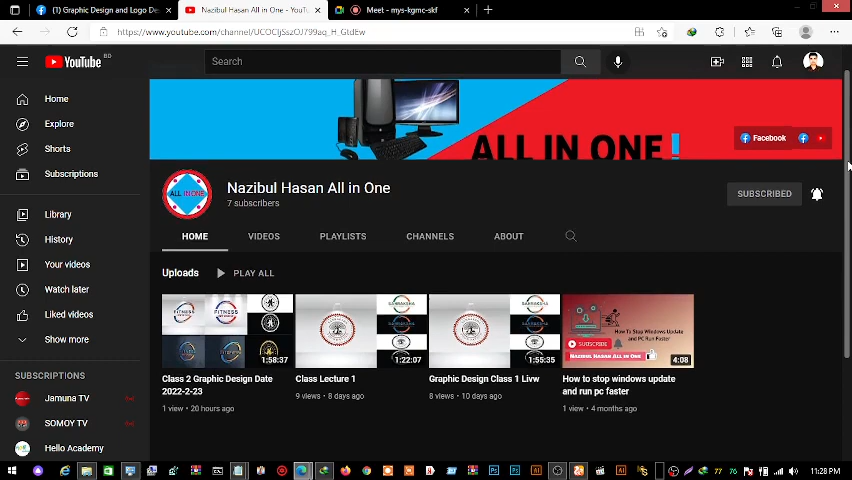 (1) Graphic Design and Logo De
Nazibul Hasan All in One - YouTu
Meet - mys-kgmc-skf
https://www.youtube.com/channel/UCOCIjSszOJ799aq_H_GtdEw
YouTube BD
Search
Home
Explore
Shorts
Subscriptions
Library
History
Your videos
Watch later
Liked videos
Show more
SUBSCRIPTIONS
Jamuna TV
SOMOY TV
Hello Academy
ALL IN ONE!
Facebook
ALL IN ONE
Nazibul Hasan All in One
7 subscribers
SUBSCRIBED
HOME VIDEOS PLAYLISTS CHANNELS ABOUT
Uploads PLAY ALL
FITNESS FITNESS
1:58:37
Class 2 Graphic Design Date
2022-2-23
1 view • 20 hours ago
1:22:07
Class Lecture 1
9 views • 8 days ago
1:55:35
Graphic Design Class 1 Livw
8 views • 10 days ago
How To Stop Windows Update
and PC Run Faster
SUBSCRIBE
NAZIBUL HASAN ALL IN ONE
4:08
How to stop windows update
and run pc faster
1 view • 4 months ago
77 76
11:28 PM